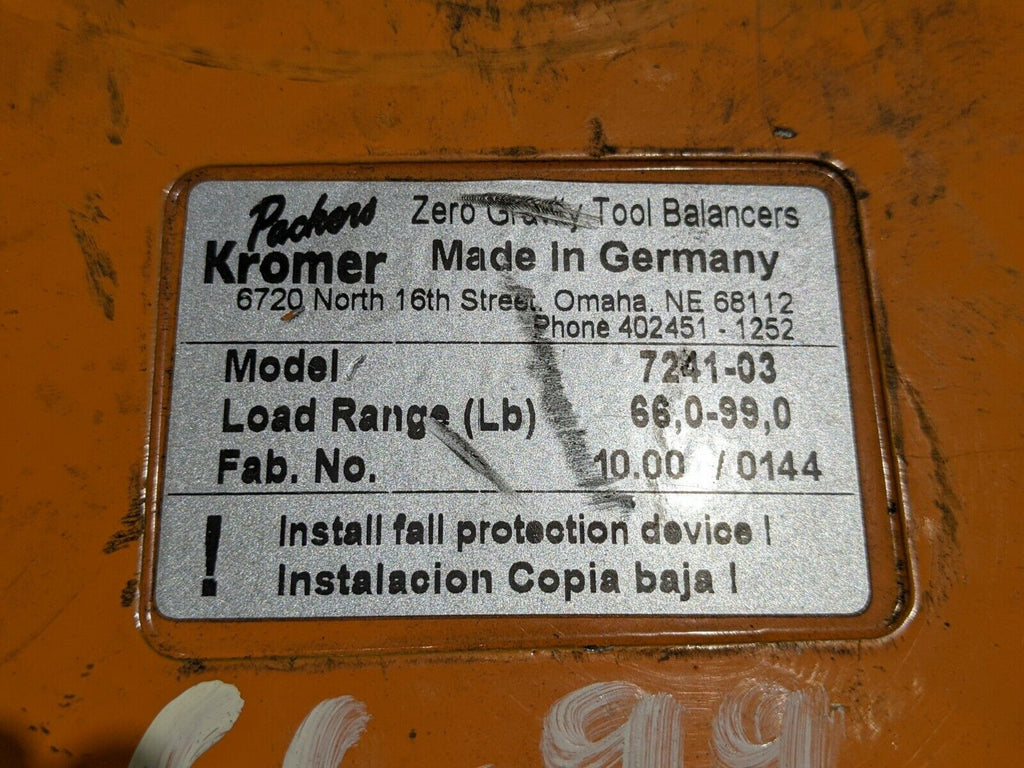 Packers Zero Gravity Tool Balancers
Kromer Made In Germany
6720 North 16th Street, Omaha, NE 68112
Phone 402451 - 1252
Model 7241-03
Load Range (Lb) 66,0-99,0
Fab. No. 10.00 / 0144
! Install fall protection device !
Instalacion Copia baja !
66-99